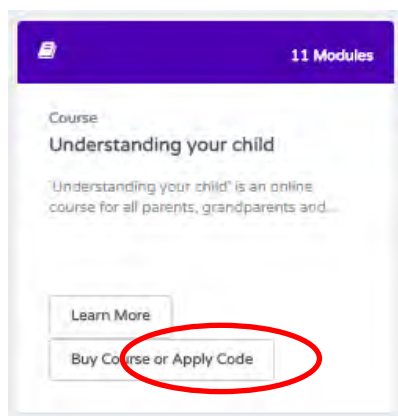 11 Modules
Course
Understanding your child
'Understanding your child' is an online
course for all parents, grandparents and...
Learn More
Buy Course or Apply Code